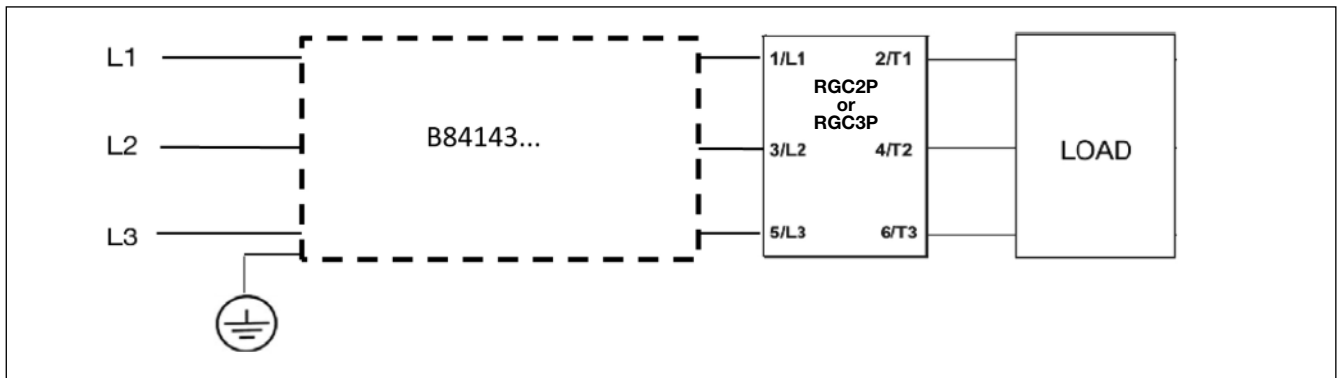 L1
L2
L3
B84143...
1/L1 2/T1
RGC2P
or
RGC3P
3/L2 4/T2
5/L3 6/T3
LOAD